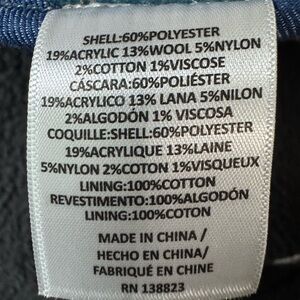 SHELL:60%POLYESTER
19%ACRYLIC 13%WOOL 5%NYLON
2%COTTON 1%VISCOSE
CÁSCARA:60%POLIÉSTER
19%ACRYLICO 13% LANA 5%NILON
2%ALGODÓN 1% VISCOSA
COQUILLE:SHELL:60%POLYESTER
19%ACRYLIQUE 13%LAINE
5%NYLON 2%COTON 1%VISQUEUX
LINING:100%COTTON
REVESTIMENTO:100%ALGODÓN
LINING:100%COTON
MADE IN CHINA/
HECHO EN CHINA/
FABRIQUÉ EN CHINE
RN 138823